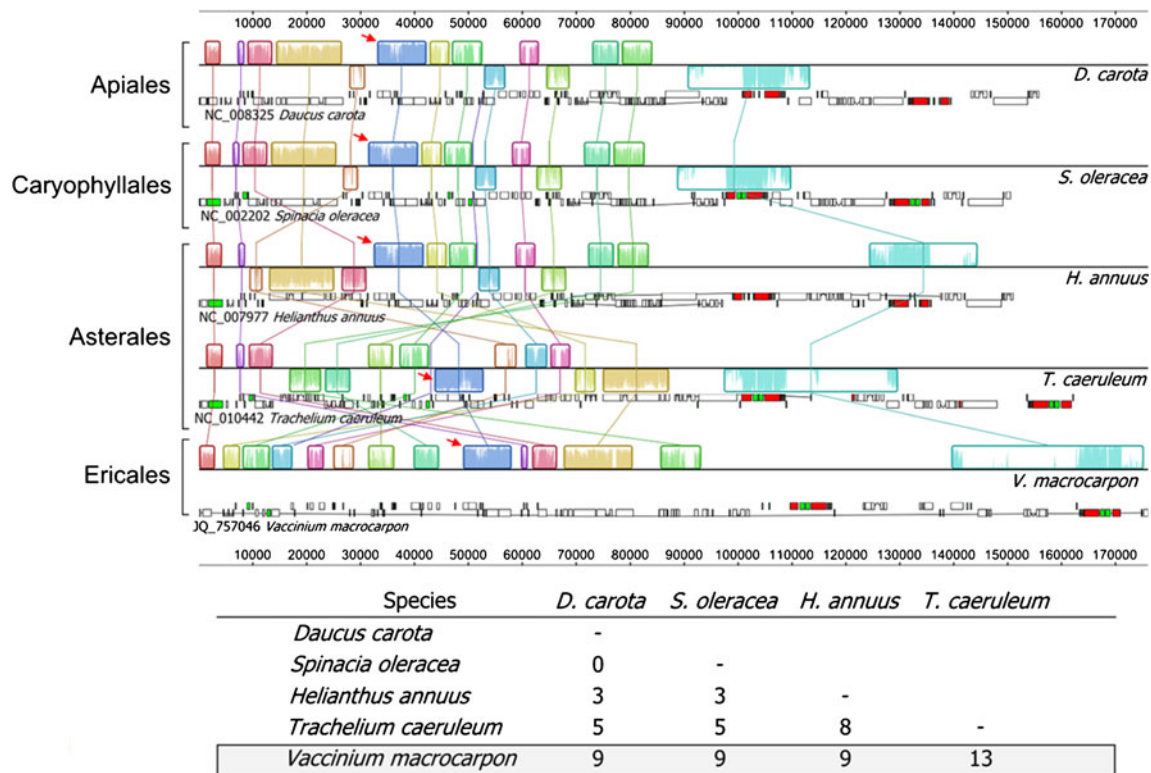 10000 20000 30000 40000 50000 60000 70000 80000 90000 100000 110000 120000 130000 140000 150000 160000 170000
Apiales
D. carota
NC_008325 Daucus carota
Caryophyllales
S. oleracea
NC_002202 Spinacia oleracea
H. annuus
NC_007977 Helianthus annuus
Asterales
T. caeruleum
NC_010442 Trachelium caeruleum
Ericales
V. macrocarpon
JQ_757046 Vaccinium macrocarpon
10000 20000 30000 40000 50000 60000 70000 80000 90000 100000 110000 120000 130000 140000 150000 160000 170000
Species D. carota S. oleracea H. annuus T. caeruleum
Daucus carota -
Spinacia oleracea 0 -
Helianthus annuus 3 3 -
Trachelium caeruleum 5 5 8 -
Vaccinium macrocarpon 9 9 9 13